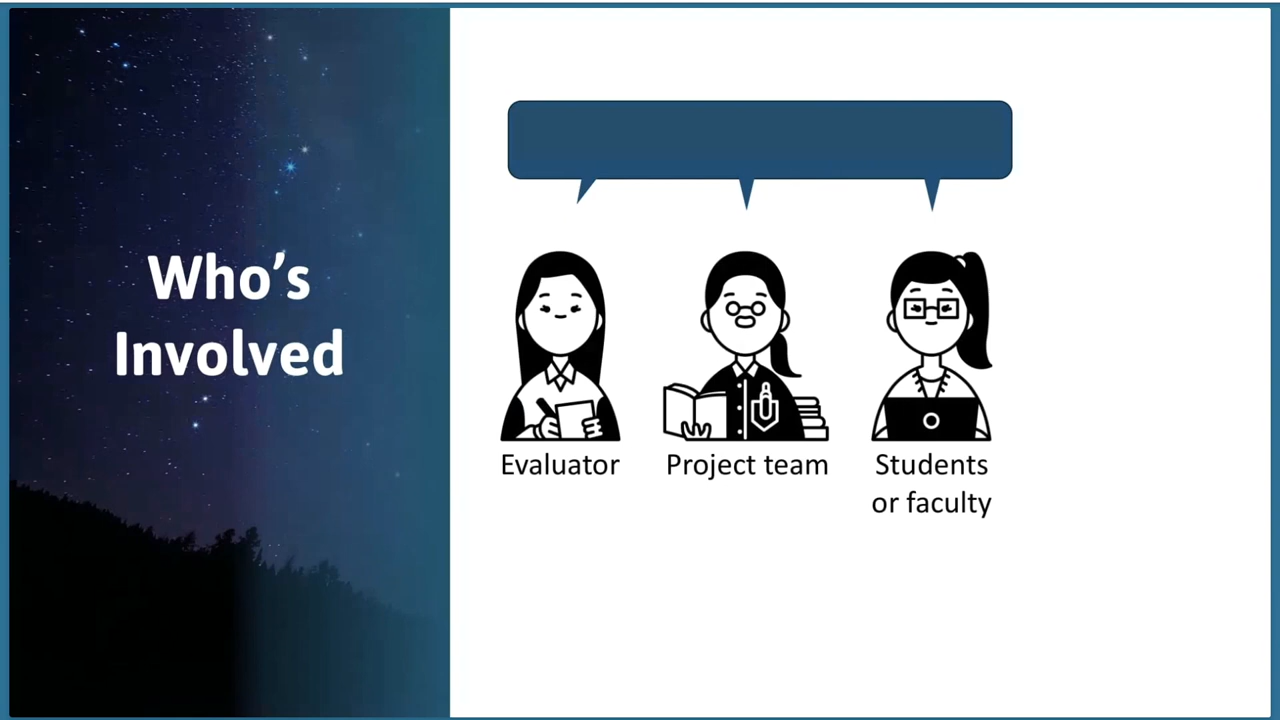 Who’s
Involved
Evaluator
Project team
Students
or faculty